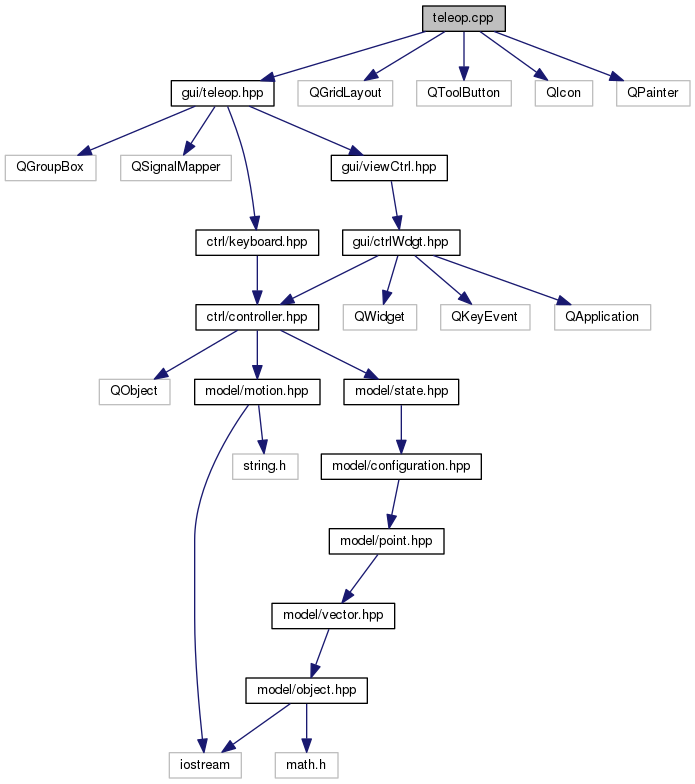 teleop.cpp
gui/teleop.hpp
QGridLayout
QToolButton
QIcon
QPainter
QGroupBox
QSignalMapper
gui/viewCtrl.hpp
ctrl/keyboard.hpp
gui/ctrlWdgt.hpp
ctrl/controller.hpp
QWidget
QKeyEvent
QApplication
QObject
model/motion.hpp
model/state.hpp
string.h
model/configuration.hpp
model/point.hpp
model/vector.hpp
model/object.hpp
iostream
math.h